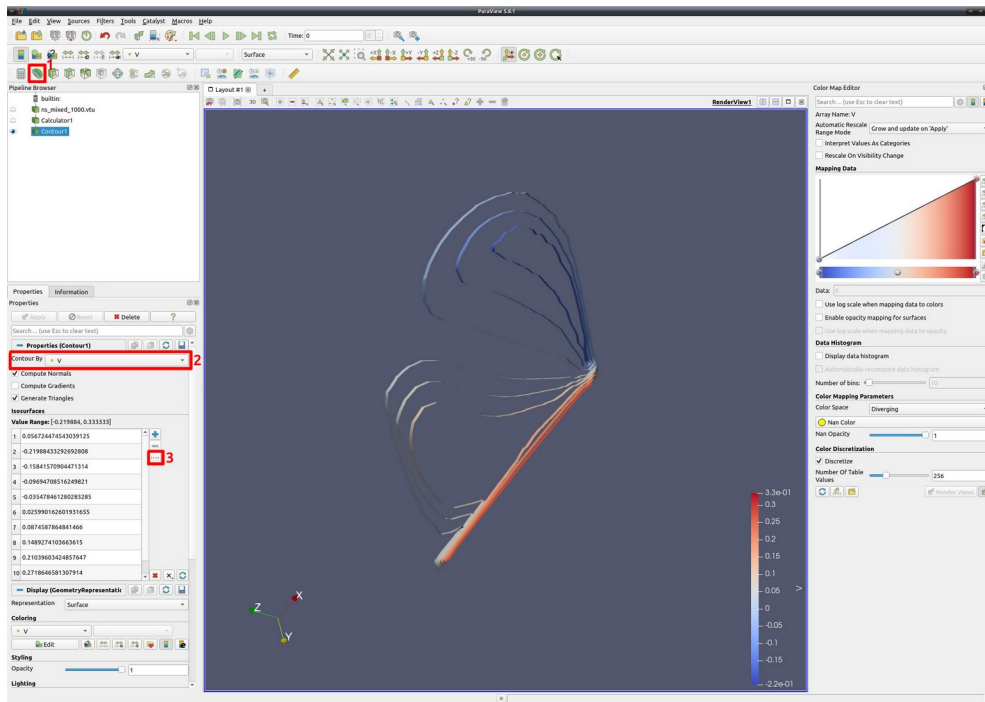 ParaView 5.8.1
File Edit View Sources Filters Tools Catalyst Macros Help
Time: 0
V
Surface
1
Pipeline Browser
Layout #1
+
Color Map Editor
builtin:
ns_mixed_1000.vtu
Calculator1
Contour1
3D
RenderView1
Search ... (use Esc to clear text)
Array Name: V
Automatic Rescale Range Mode
Grow and update on 'Apply'
Interpret Values As Categories
Rescale On Visibility Change
Mapping Data
Data: 0
Use log scale when mapping data to colors
Enable opacity mapping for surfaces
Use log scale when mapping data to opacity
Data Histogram
Display data histogram
Automatically recompute data histogram
Number of bins:
10
Color Mapping Parameters
Color Space
Diverging
Nan Color
Nan Opacity
1
Color Discretization
Discretize
Number Of Table Values
256
Render Views
Properties
Information
Properties
Apply
Reset
Delete
?
Search ... (use Esc to clear text)
Properties (Contour1)
Contour By
V
2
Compute Normals
Compute Gradients
Generate Triangles
Isosurfaces
Value Range: [-0.219884, 0.333333]
1 0.056724474543039125
2 -0.21988433292692808
3 -0.15841570904471314
4 -0.09694708516249821
5 -0.035478461280283285
6 0.025990162601931655
7 0.0874587864841466
8 0.1489274103663615
9 0.21039603424857647
10 0.2718646581307914
3
Display (GeometryRepresentatic
Representation
Surface
Coloring
V
Edit
Styling
Opacity
1
Lighting
X
Z
Y
3.3e-01
0.3
0.25
0.2
0.15
0.1
0.05
0
-0.05
-0.1
-0.15
-2.2e-01
V